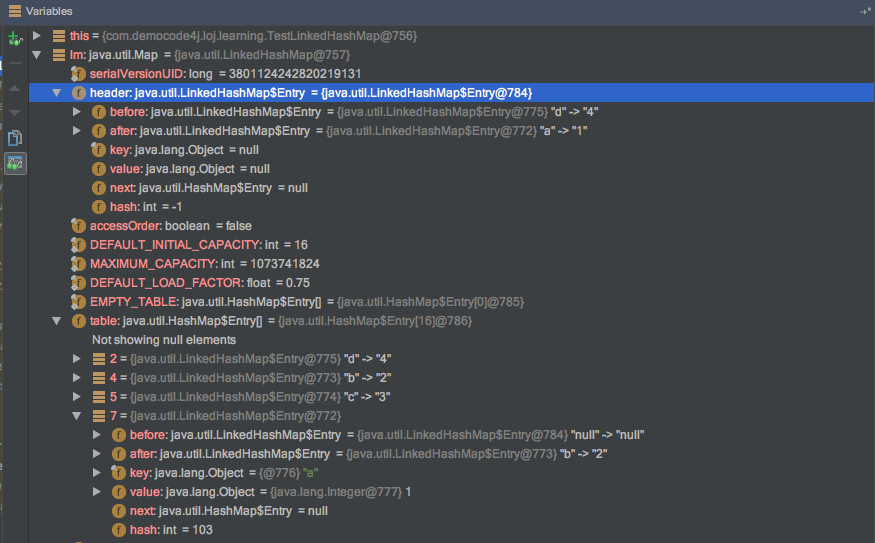 Variables
this = {com.democode4j.loj.learning.TestLinkedHashMap@756}
lm: java.util.Map = {java.util.LinkedHashMap@757}
serialVersionUID: long = 3801124242820219131
header: java.util.LinkedHashMap$Entry = {java.util.LinkedHashMap$Entry@784}
before: java.util.LinkedHashMap$Entry = {java.util.LinkedHashMap$Entry@775} "d" -> "4"
after: java.util.LinkedHashMap$Entry = {java.util.LinkedHashMap$Entry@772} "a" -> "1"
key: java.lang.Object = null
value: java.lang.Object = null
next: java.util.HashMap$Entry = null
hash: int = -1
accessOrder: boolean = false
DEFAULT_INITIAL_CAPACITY: int = 16
MAXIMUM_CAPACITY: int = 1073741824
DEFAULT_LOAD_FACTOR: float = 0.75
EMPTY_TABLE: java.util.HashMap$Entry[] = {java.util.HashMap$Entry[0]@785}
table: java.util.HashMap$Entry[] = {java.util.HashMap$Entry[16]@786}
Not showing null elements
2 = {java.util.LinkedHashMap$Entry@775} "d" -> "4"
4 = {java.util.LinkedHashMap$Entry@773} "b" -> "2"
5 = {java.util.LinkedHashMap$Entry@774} "c" -> "3"
7 = {java.util.LinkedHashMap$Entry@772}
before: java.util.LinkedHashMap$Entry = {java.util.LinkedHashMap$Entry@784} "null" -> "null"
after: java.util.LinkedHashMap$Entry = {java.util.LinkedHashMap$Entry@773} "b" -> "2"
key: java.lang.Object = {@776} "a"
value: java.lang.Object = {java.lang.Integer@777} 1
next: java.util.HashMap$Entry = null
hash: int = 103